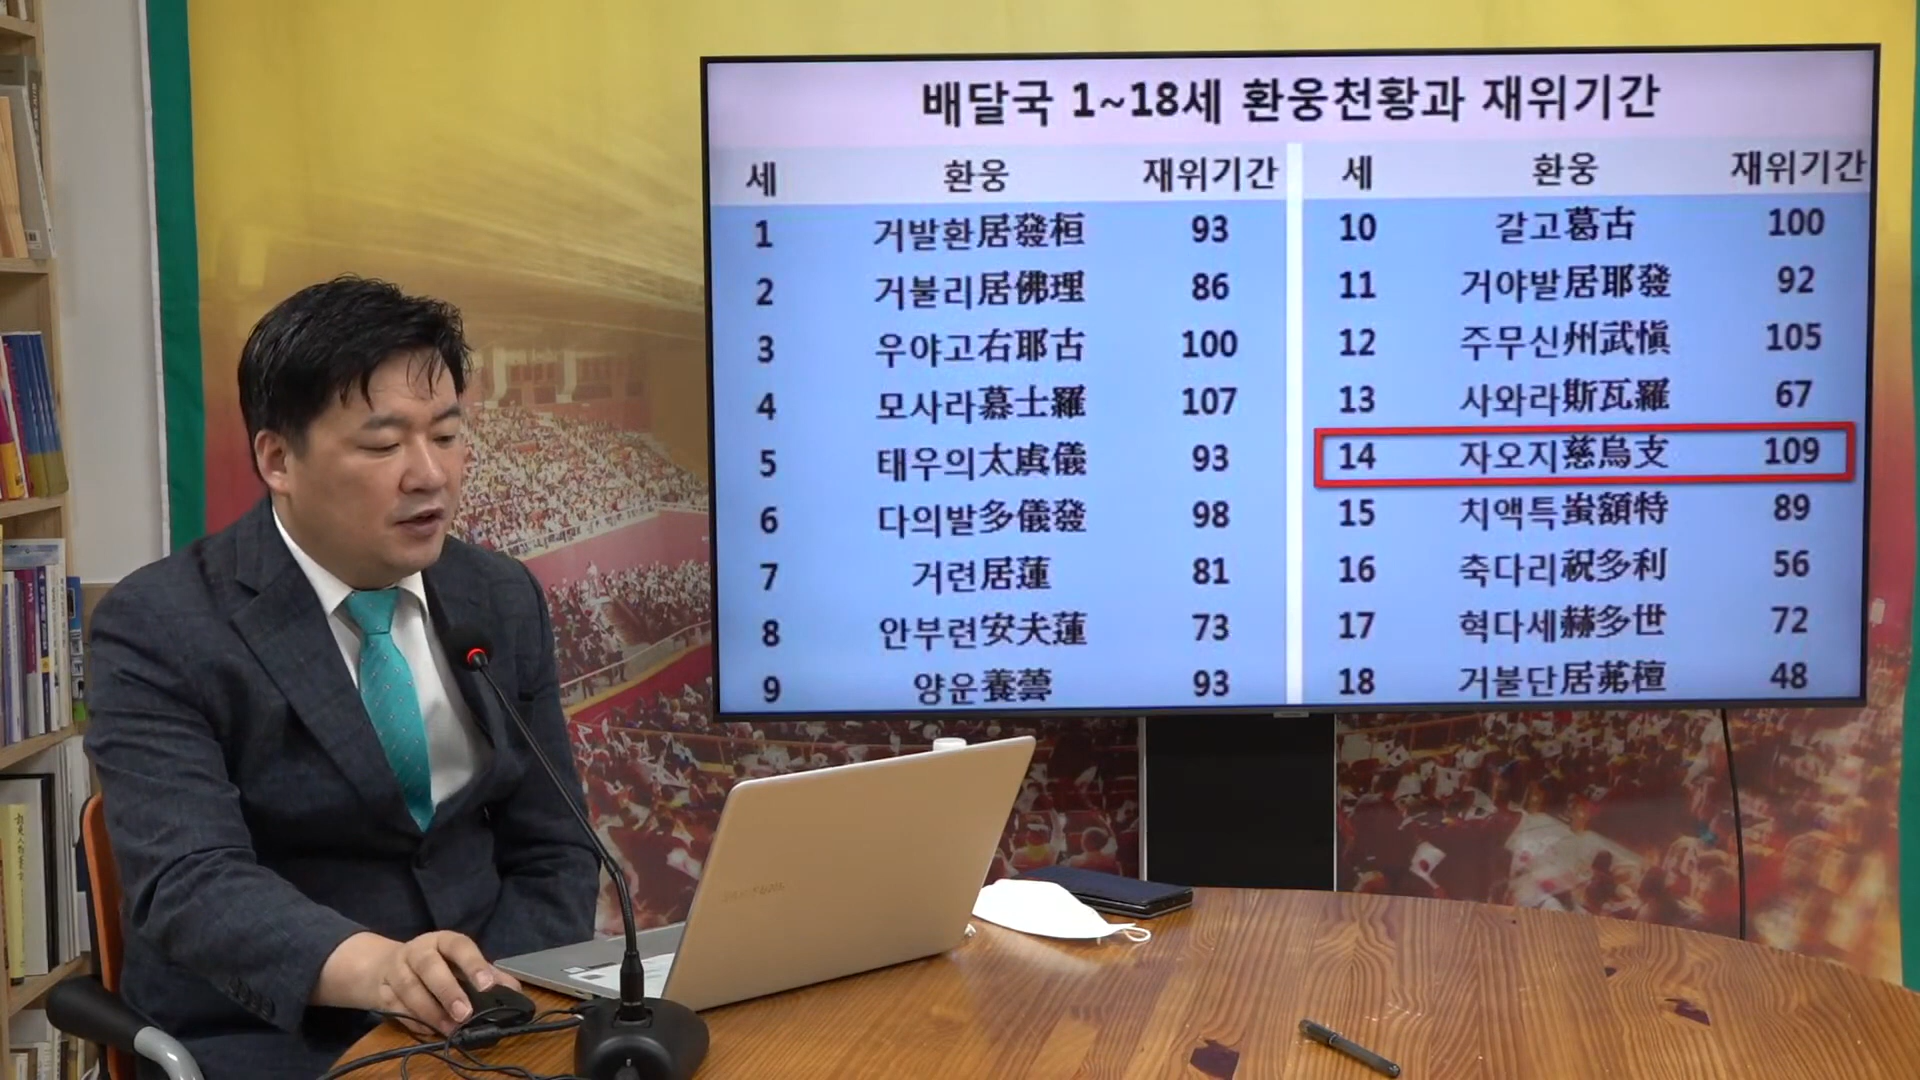 배달국 1~18세 환웅천황과 재위기간
세 환웅 재위기간
1 거발환居發桓 93
2 거불리居佛理 86
3 우야고右耶古 100
4 모사라慕士羅 107
5 태우의太虞儀 93
6 다의발多儀發 98
7 거련居蓮 81
8 안부련安夫蓮 73
9 양운養蕓 93
세 환웅 재위기간
10 갈고葛古 100
11 거야발居耶發 92
12 주무신州武愼 105
13 사와라斯瓦羅 67
14 자오지慈烏支 109
15 치액특蚩額特 89
16 축다리祝多利 56
17 혁다세赫多世 72
18 거불단居弗檀 48